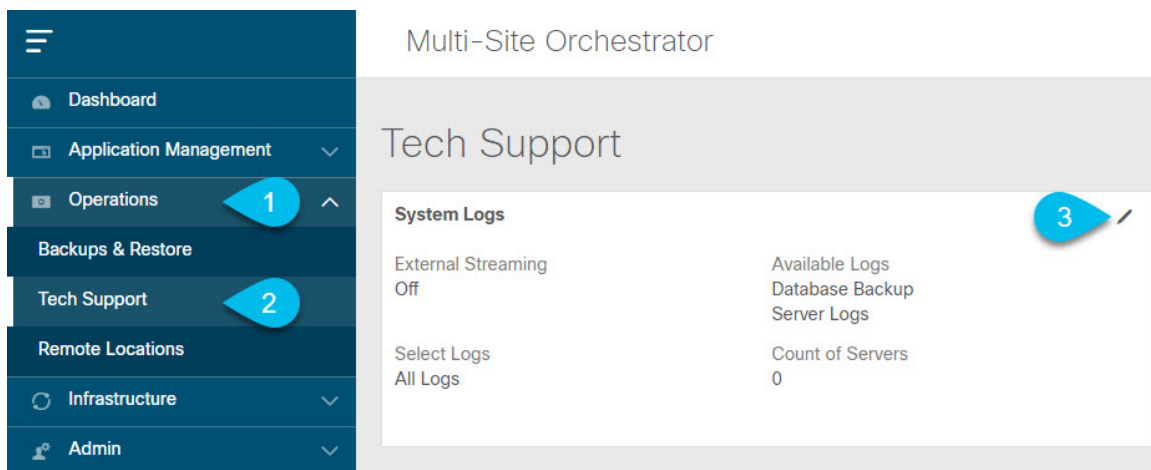 Multi-Site Orchestrator
Dashboard
Application Management
Operations 1
Backups & Restore
Tech Support 2
Remote Locations
Infrastructure
Admin
Tech Support
System Logs 3
External Streaming
Off
Available Logs
Database Backup
Server Logs
Select Logs
All Logs
Count of Servers
0